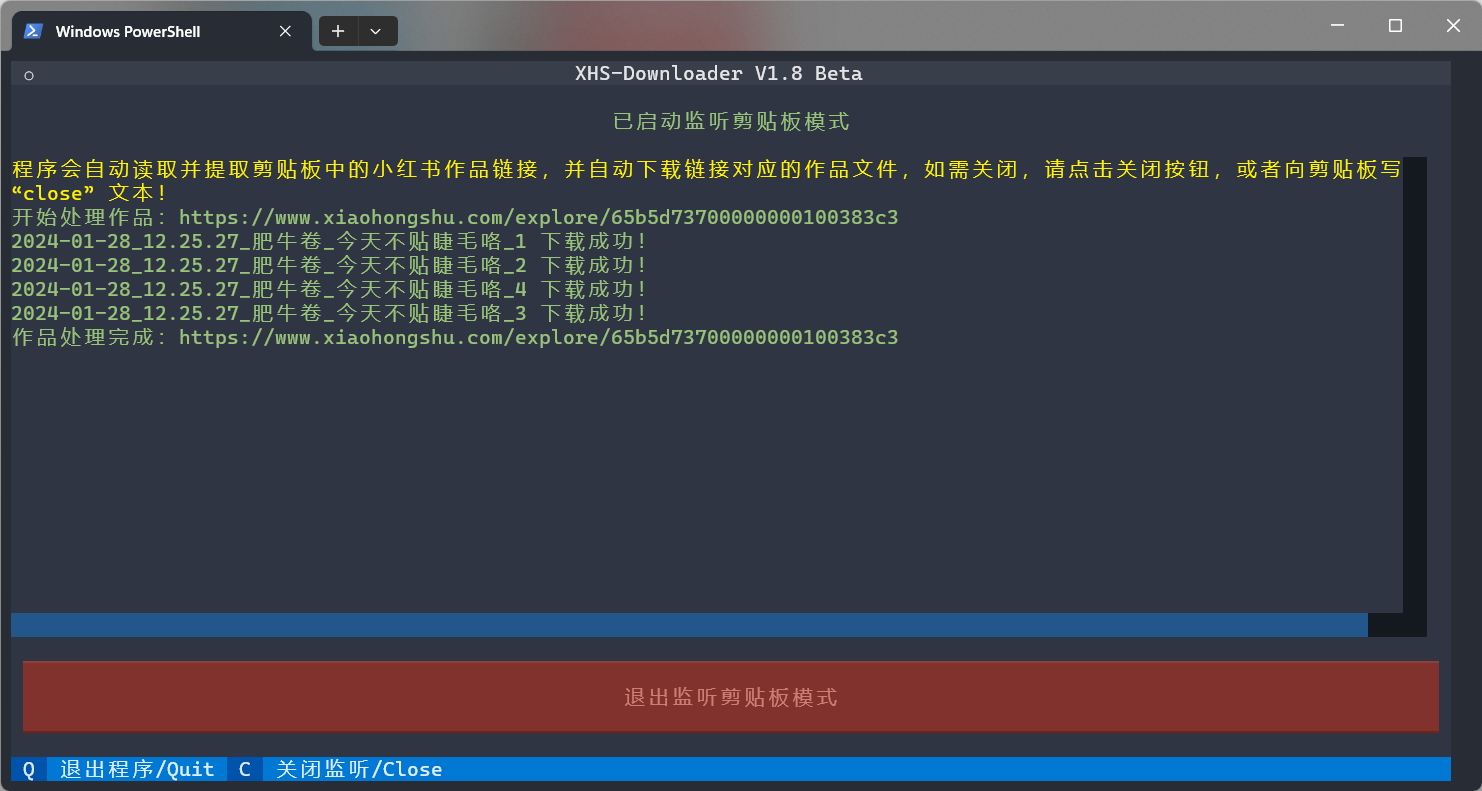 Windows PowerShell
XHS-Downloader V1.8 Beta
已启动监听剪贴板模式
程序会自动读取并提取剪贴板中的小红书作品链接，并自动下载链接对应的作品文件，如需关闭，请点击关闭按钮，或者向剪贴板写
“close” 文本！
开始处理作品：https://www.xiaohongshu.com/explore/65b5d73700000000100383c3
2024-01-28_12.25.27_肥牛卷_今天不贴睫毛咯_1 下载成功！
2024-01-28_12.25.27_肥牛卷_今天不贴睫毛咯_2 下载成功！
2024-01-28_12.25.27_肥牛卷_今天不贴睫毛咯_4 下载成功！
2024-01-28_12.25.27_肥牛卷_今天不贴睫毛咯_3 下载成功！
作品处理完成：https://www.xiaohongshu.com/explore/65b5d73700000000100383c3
退出监听剪贴板模式
Q 退出程序/Quit C 关闭监听/Close